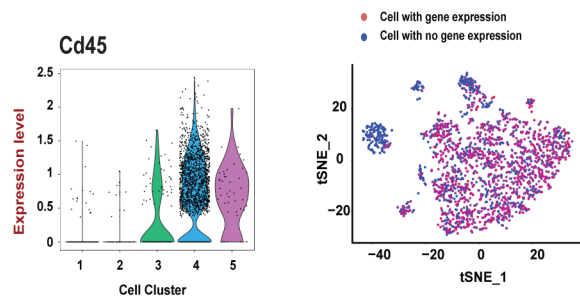 Cd45
Expression level
2.5
2
1.5
1
0.5
0
1 2 3 4 5
Cell Cluster
Cell with gene expression
Cell with no gene expression
tSNE_2
20
0
−20
−40 −20 0 20
tSNE_1